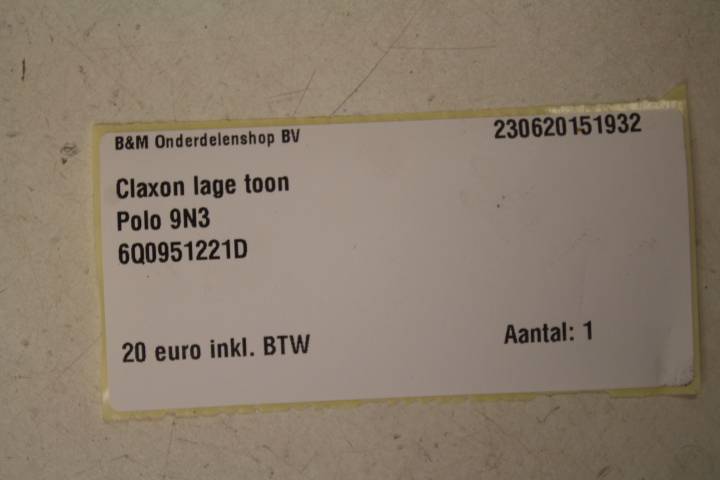 B&M Onderdelenshop BV 230620151932
Claxon lage toon
Polo 9N3
6Q0951221D
20 euro inkl. BTW Aantal: 1